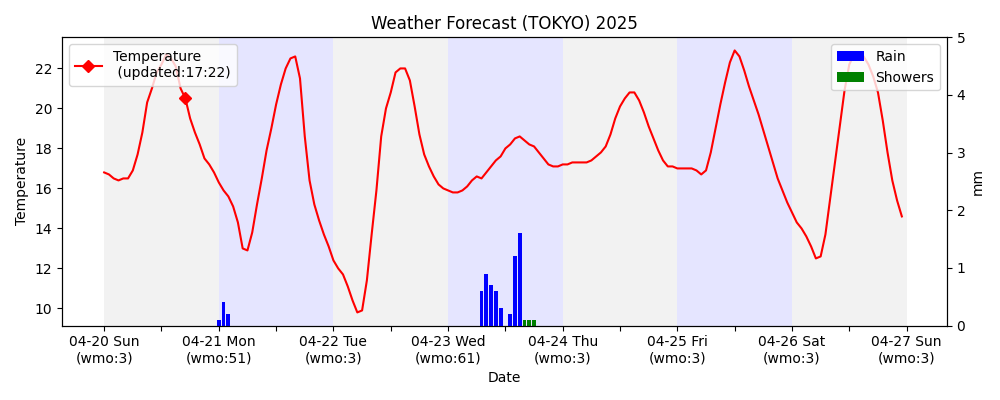 Weather Forecast (TOKYO) 2025
Temperature
(updated:17:22)
Rain
Showers
Temperature
22
20
18
16
14
12
10
5
4
3
2
1
0
mm
04-20 Sun 04-21 Mon 04-22 Tue 04-23 Wed 04-24 Thu 04-25 Fri 04-26 Sat 04-27 Sun
(wmo:3) (wmo:51) (wmo:3) (wmo:61) (wmo:3) (wmo:3) (wmo:3) (wmo:3)
Date